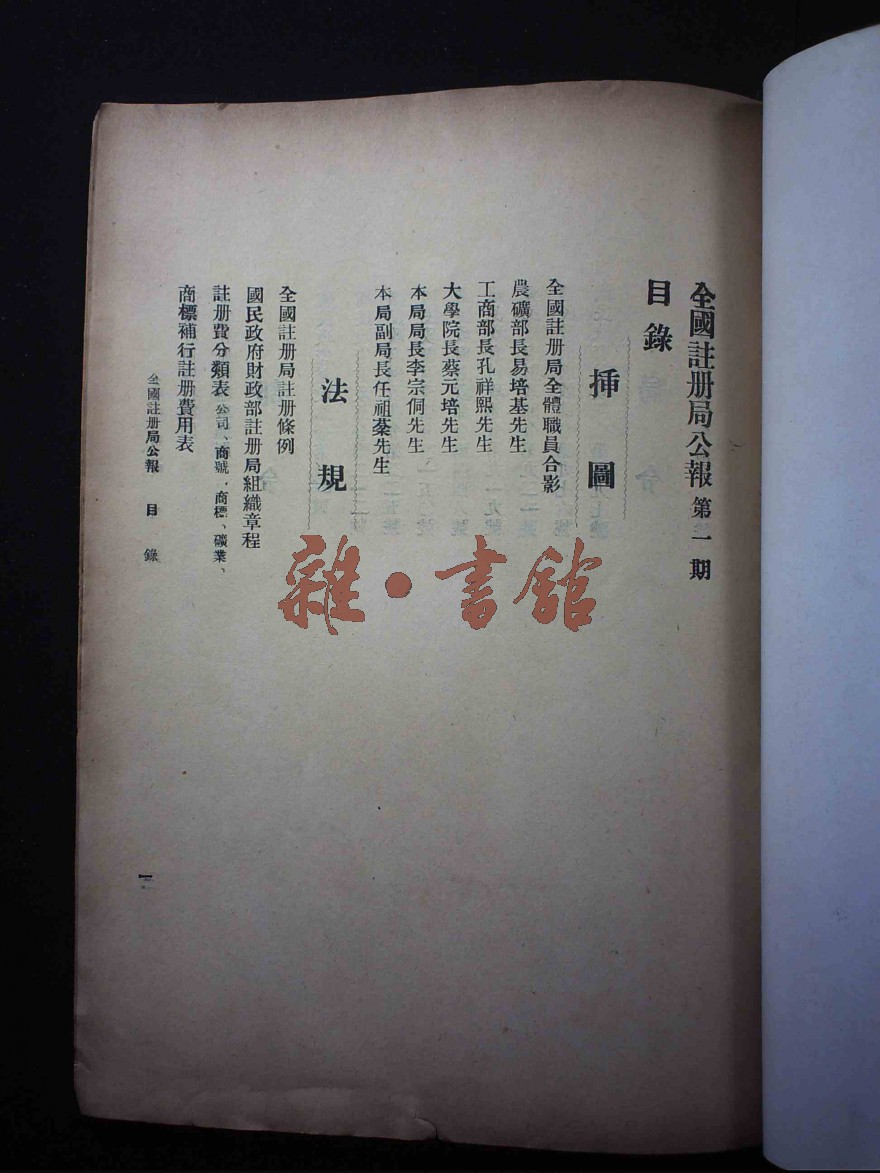 全國註册局公報 第一期
目錄
挿圖
全國註册局全體職員合影
農礦部長易培基先生
工商部長孔祥熙先生
大學院長蔡元培先生
本局局長李宗侗先生
本局副局長任祖棻先生
法規
全國註册局註册條例
國民政府財政部註册局組織章程
註册費分類表 公司、商號、商標、礦業、
商標補行註册費用表
全國註册局公報 目錄
一
雜·書館